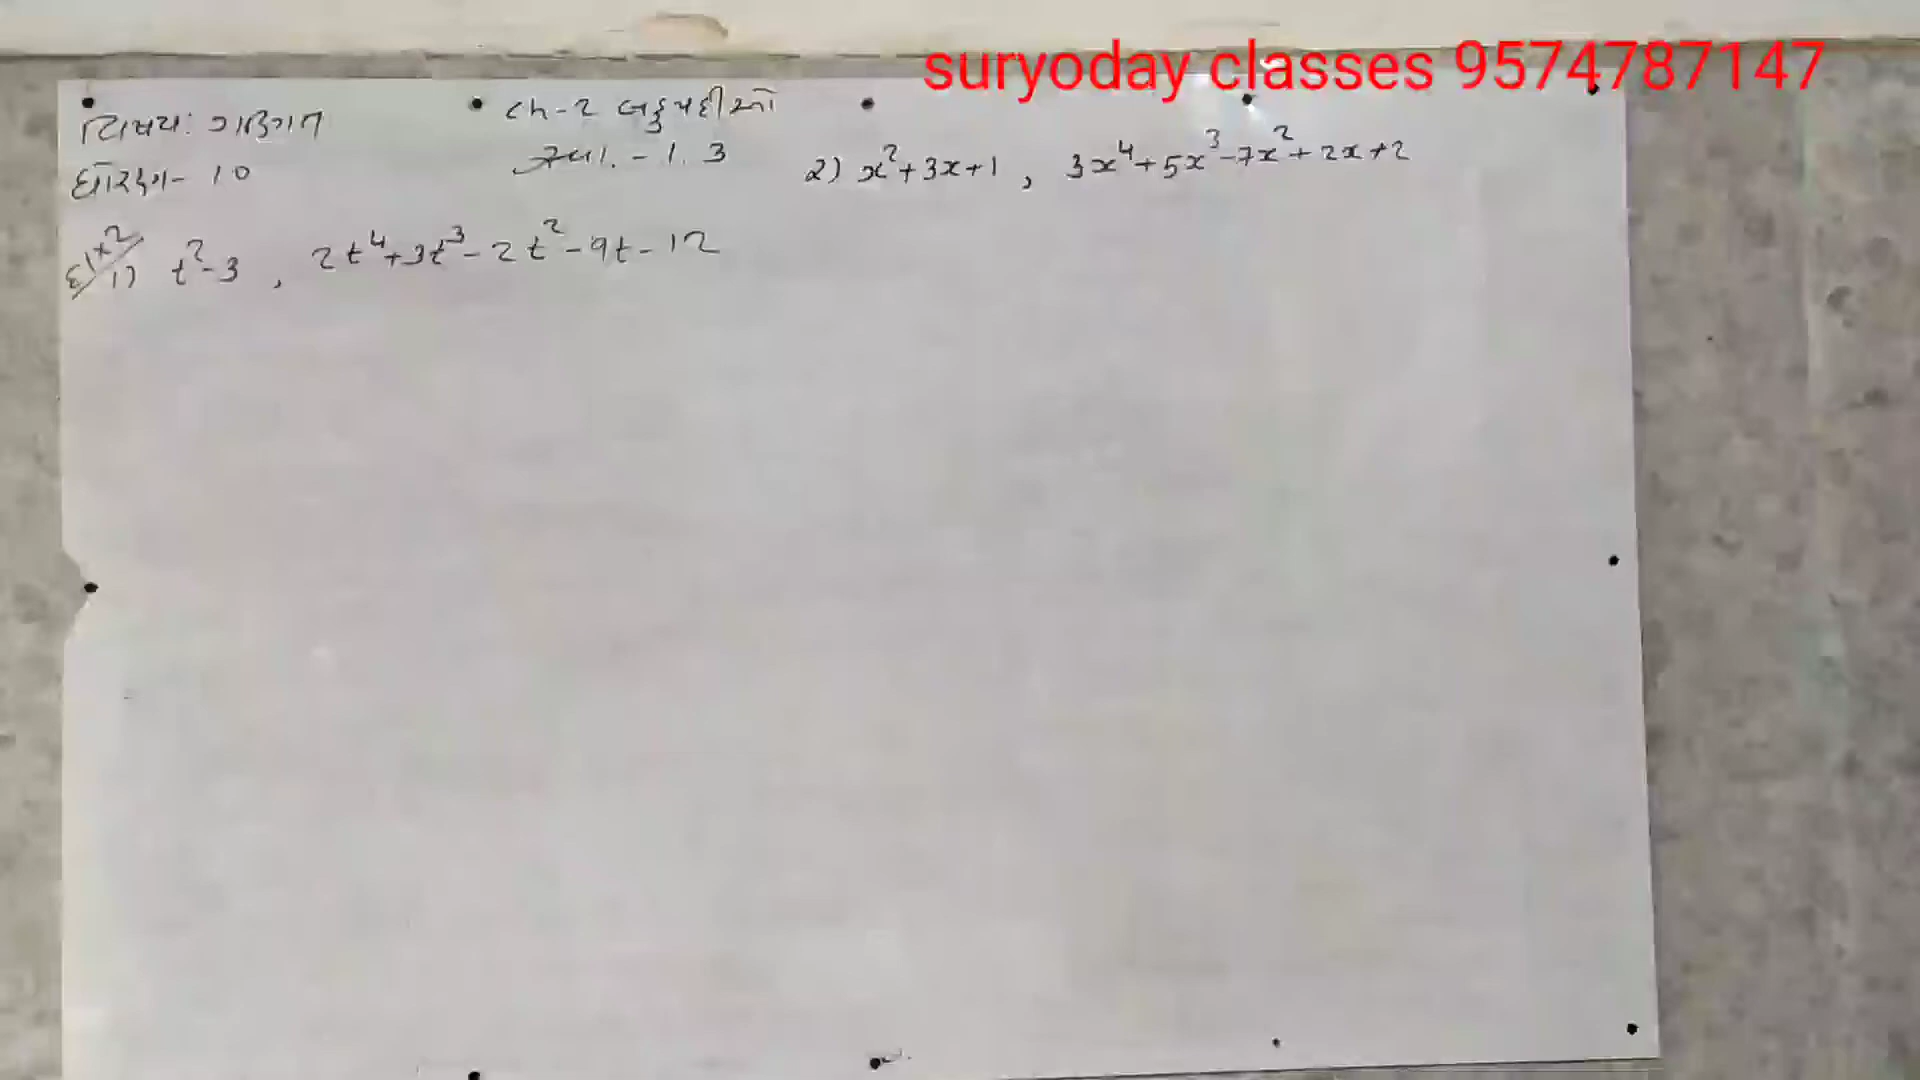 suryoday classes 9574787147
વિષય: ગણિત
ધોરણ- 10
Ch-2 બહુપદીઓ
સ્વા. - 1.3
1) t²-3 , 2t⁴+3t³-2t²-9t-12
2) x²+3x+1 , 3x⁴+5x³-7x²+2x+2